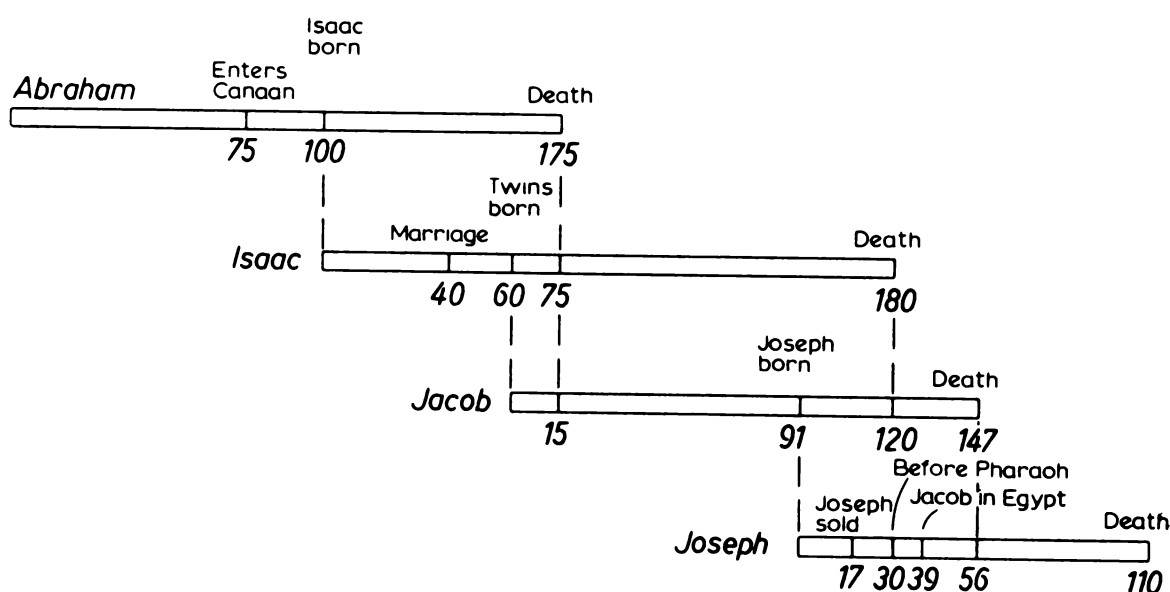 Isaac
born
Abraham
Enters
Canaan
Death
75 100 175
Twins
born
Isaac
Marriage
Death
40 60 75 180
Joseph
born
Jacob
Death
15 91 120 147
Before Pharaoh
Jacob in Egypt
Joseph
sold
Joseph
Death
17 30 39 56 110